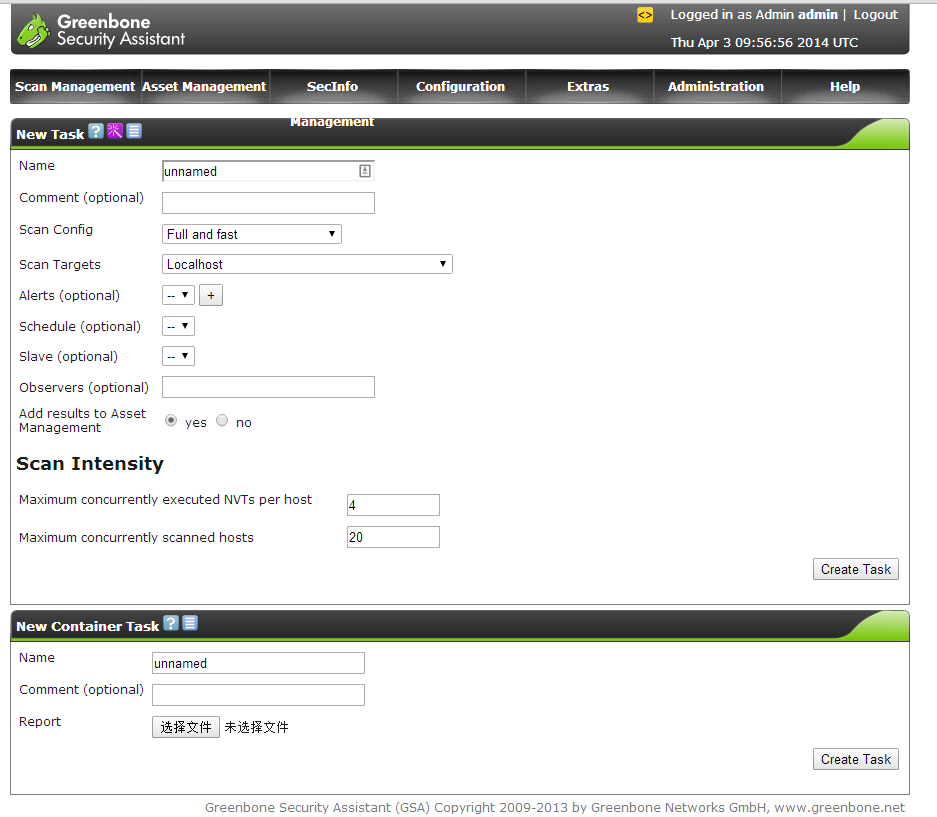 Greenbone
Security Assistant
<> Logged in as Admin admin | Logout
Thu Apr 3 09:56:56 2014 UTC
Scan Management Asset Management SecInfo Management Configuration Extras Administration Help
New Task ?
Name unnamed
Comment (optional)
Scan Config Full and fast
Scan Targets Localhost
Alerts (optional) -- +
Schedule (optional) --
Slave (optional) --
Observers (optional)
Add results to Asset
Management yes no
Scan Intensity
Maximum concurrently executed NVTs per host 4
Maximum concurrently scanned hosts 20
Create Task
New Container Task ?
Name unnamed
Comment (optional)
Report 选择文件 未选择文件
Create Task
Greenbone Security Assistant (GSA) Copyright 2009-2013 by Greenbone Networks GmbH, www.greenbone.net